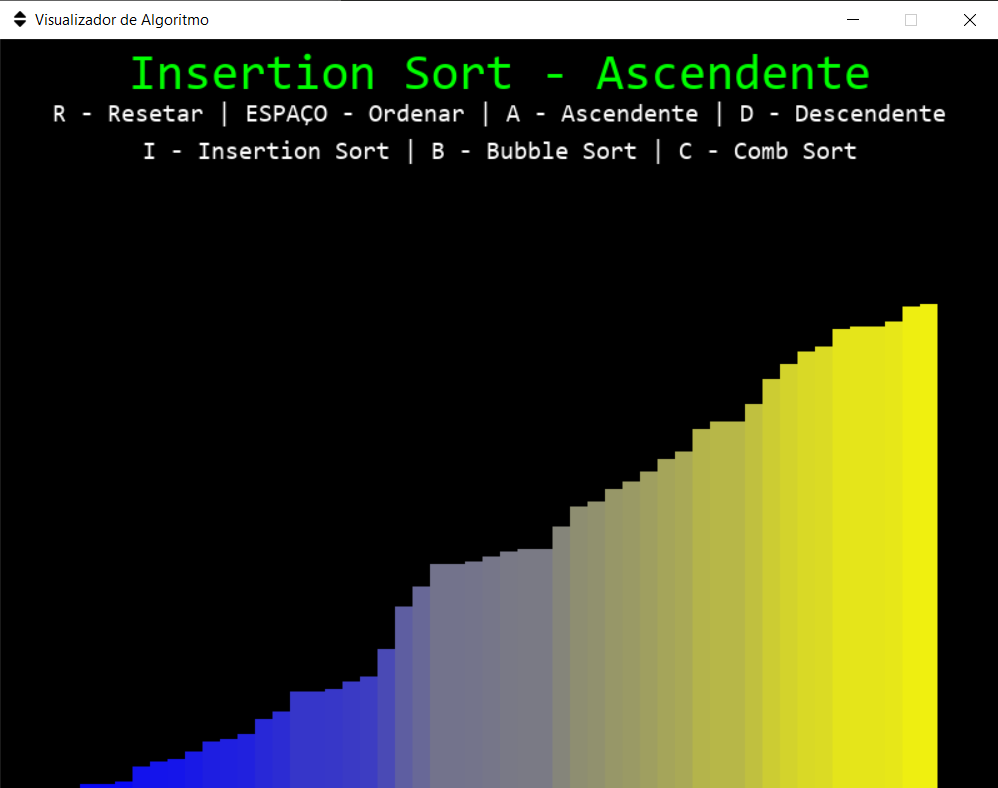 Visualizador de Algoritmo
Insertion Sort - Ascendente
R - Resetar | ESPAÇO - Ordenar | A - Ascendente | D - Descendente
I - Insertion Sort | B - Bubble Sort | C - Comb Sort